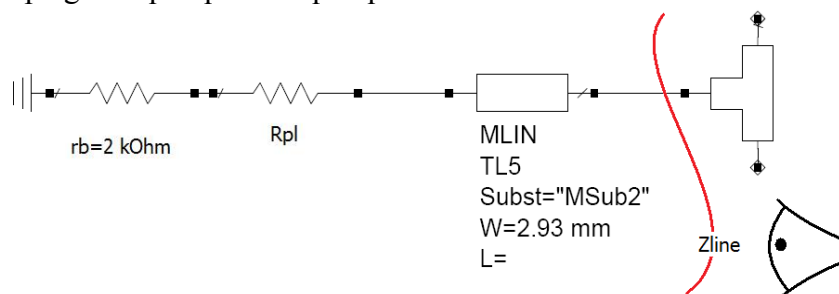 rb=2 kOhm
Rpl
MLIN
TL5
Subst="MSub2"
W=2.93 mm
L=
Zline